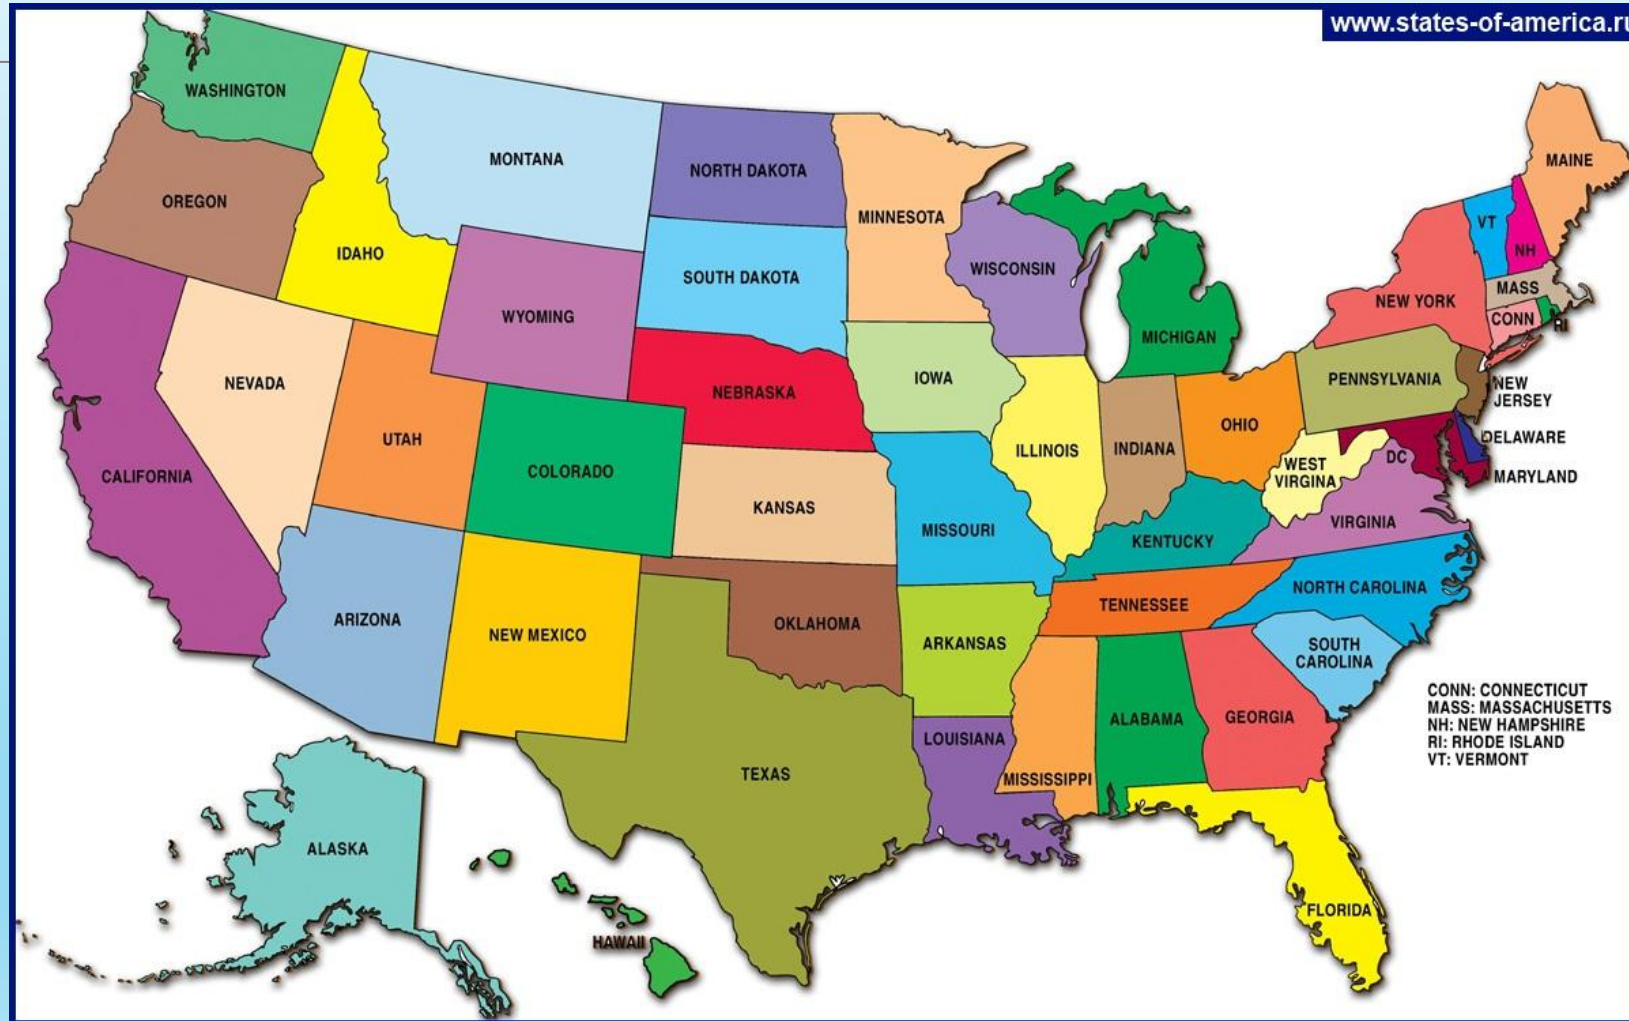 www.states-of-america.ru
WASHINGTON
OREGON
IDAHO
MONTANA
NORTH DAKOTA
MINNESOTA
SOUTH DAKOTA
WISCONSIN
MICHIGAN
WYOMING
NEVADA
UTAH
CALIFORNIA
COLORADO
NEBRASKA
IOWA
ILLINOIS
INDIANA
OHIO
PENNSYLVANIA
NEW YORK
VT
NH
MAINE
MASS
CONN
RI
NEW
JERSEY
DELAWARE
MARYLAND
DC
WEST
VIRGINA
VIRGINIA
KENTUCKY
KANSAS
MISSOURI
ARIZONA
NEW MEXICO
OKLAHOMA
ARKANSAS
TENNESSEE
NORTH CAROLINA
SOUTH
CAROLINA
TEXAS
LOUISIANA
MISSISSIPPI
ALABAMA
GEORGIA
FLORIDA
ALASKA
HAWAII
CONN: CONNECTICUT
MASS: MASSACHUSETTS
NH: NEW HAMPSHIRE
RI: RHODE ISLAND
VT: VERMONT